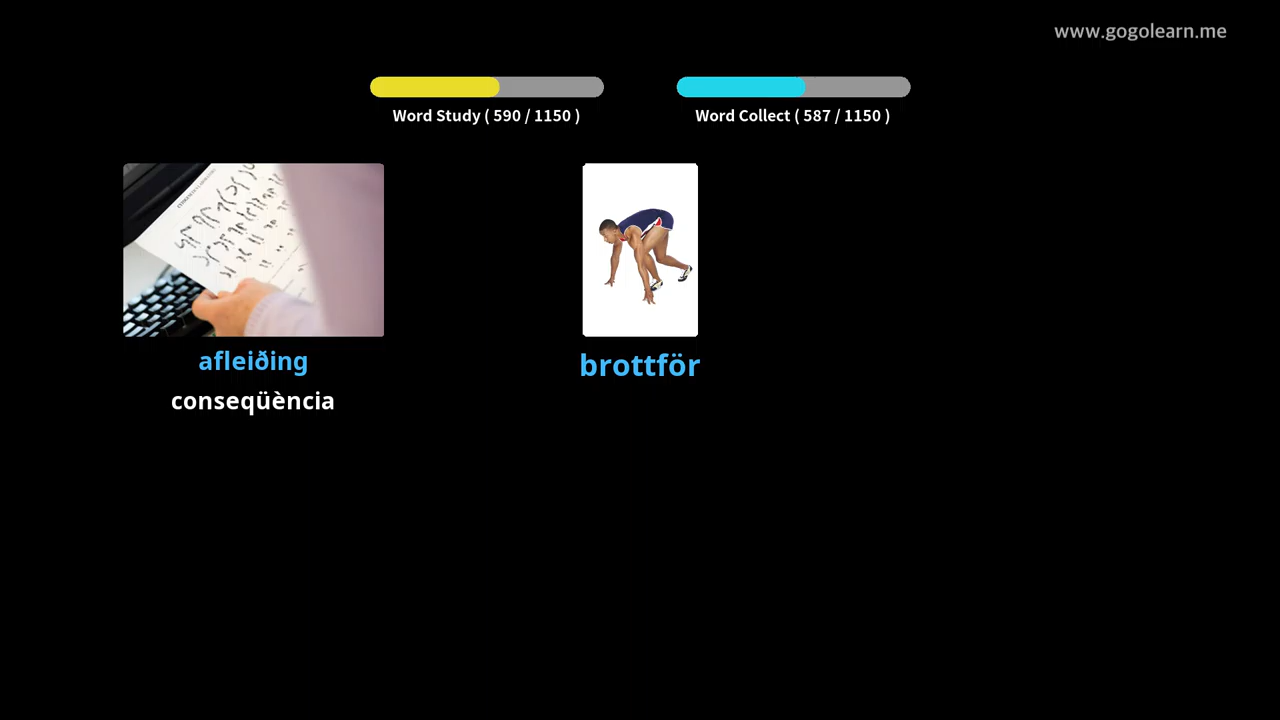 www.gogolearn.me
Word Study ( 590 / 1150 )
Word Collect ( 587 / 1150 )
afleiðing
conseqüència
brottför